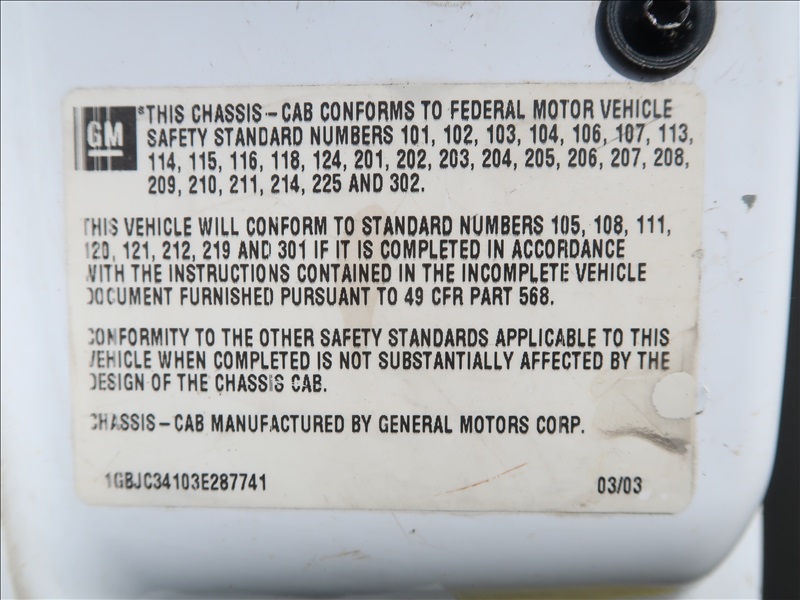 GM
THIS CHASSIS-CAB CONFORMS TO FEDERAL MOTOR VEHICLE
SAFETY STANDARD NUMBERS 101, 102, 103, 104, 106, 107, 113,
114, 115, 116, 118, 124, 201, 202, 203, 204, 205, 206, 207, 208,
209, 210, 211, 214, 225 AND 302.
THIS VEHICLE WILL CONFORM TO STANDARD NUMBERS 105, 108, 111,
120, 121, 212, 219 AND 301 IF IT IS COMPLETED IN ACCORDANCE
WITH THE INSTRUCTIONS CONTAINED IN THE INCOMPLETE VEHICLE
DOCUMENT FURNISHED PURSUANT TO 49 CFR PART 568.
CONFORMITY TO THE OTHER SAFETY STANDARDS APPLICABLE TO THIS
VEHICLE WHEN COMPLETED IS NOT SUBSTANTIALLY AFFECTED BY THE
DESIGN OF THE CHASSIS CAB.
CHASSIS-CAB MANUFACTURED BY GENERAL MOTORS CORP.
1GBJC34103E287741 03/03